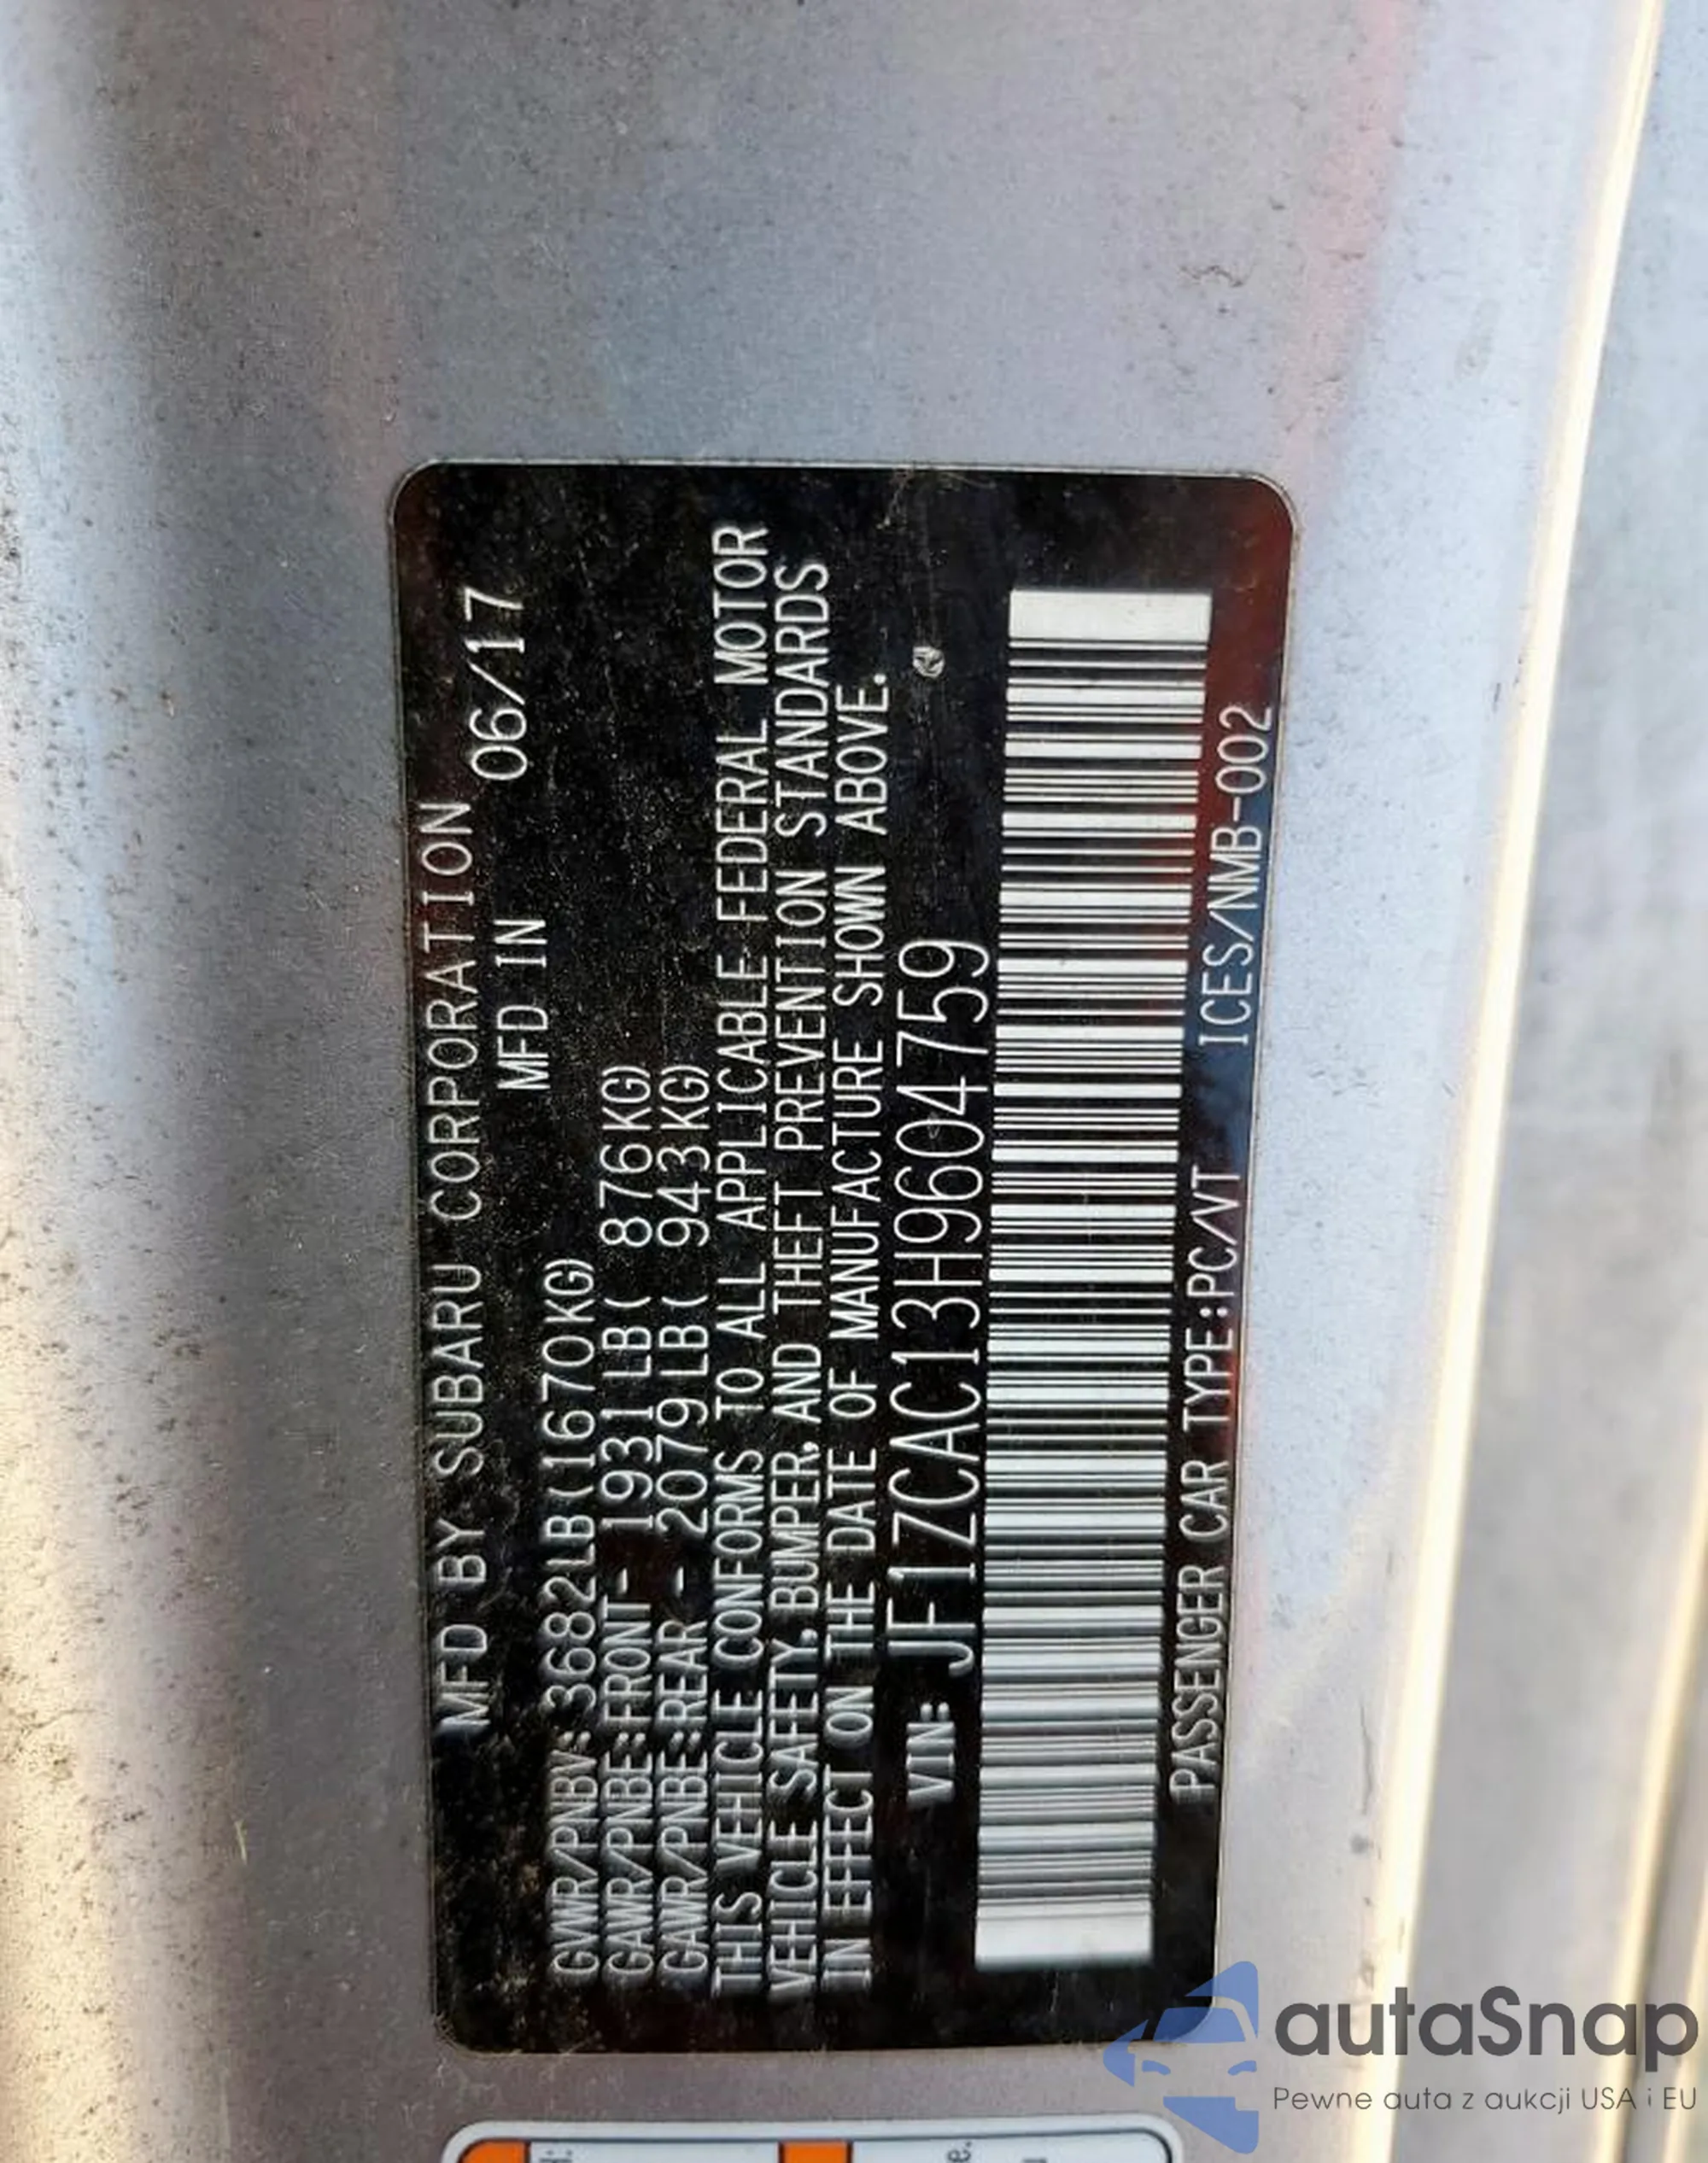 MFD BY SUBARU CORPORATION
MFD IN 06/17
GVWR/PNBV:3682LB(1670KG)
GAWR/PNBE:FRONT- 1931LB( 876KG)
GAWR/PNBE:REAR - 2079LB( 943KG)
THIS VEHICLE CONFORMS TO ALL APPLICABLE FEDERAL MOTOR
VEHICLE SAFETY, BUMPER, AND THEFT PREVENTION STANDARDS
IN EFFECT ON THE DATE OF MANUFACTURE SHOWN ABOVE.
VIN: JF1ZCAC13H9604759
PASSENGER CAR TYPE:PC/VT ICES/NMB-002
autaSnap
Pewne auta z aukcji USA i EU